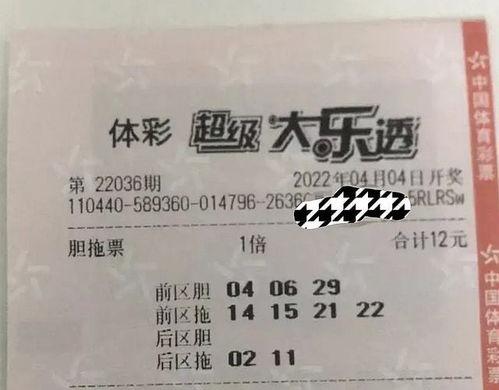 体彩 超级大乐透
第 22036期 2022年04月04日开奖
110440-589360-014796-2636 5RLRSw
胆拖票 1倍 合计12元
前区胆 04 06 29
前区拖 14 15 21 22
后区胆
后区拖 02 11
中国体育彩票
中国体育彩票